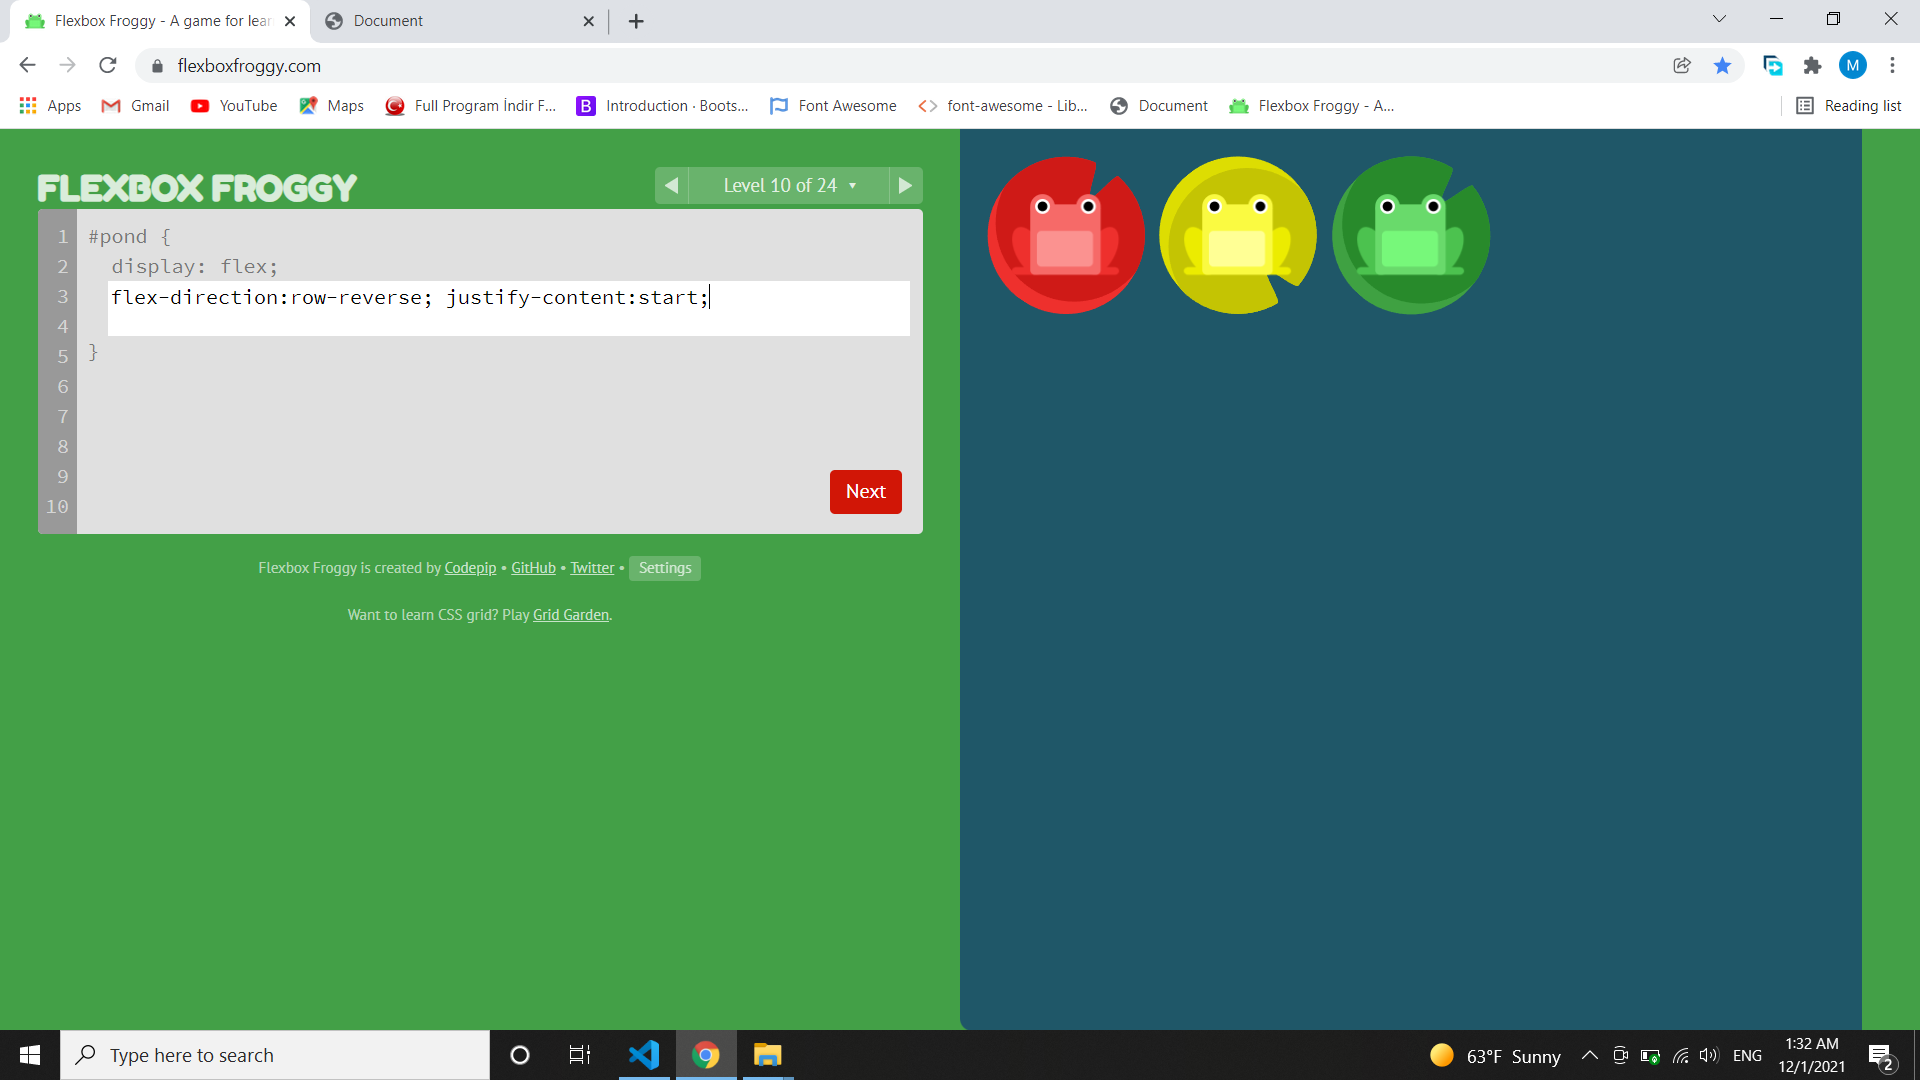 Flexbox Froggy - A game for lear
Document
flexboxfroggy.com
M
Apps
Gmail
YouTube
Maps
Full Program İndir F...
B
Introduction · Boots...
Font Awesome
font-awesome - Lib...
Document
Flexbox Froggy - A...
Reading list
FLEXBOX FROGGY
Level 10 of 24
1 #pond {
2 display: flex;
3 flex-direction:row-reverse; justify-content:start;
4
5 }
6
7
8
9
10
Next
Flexbox Froggy is created by Codepip • GitHub • Twitter • Settings
Want to learn CSS grid? Play Grid Garden.
Type here to search
63°F Sunny
ENG
1:32 AM
12/1/2021
2